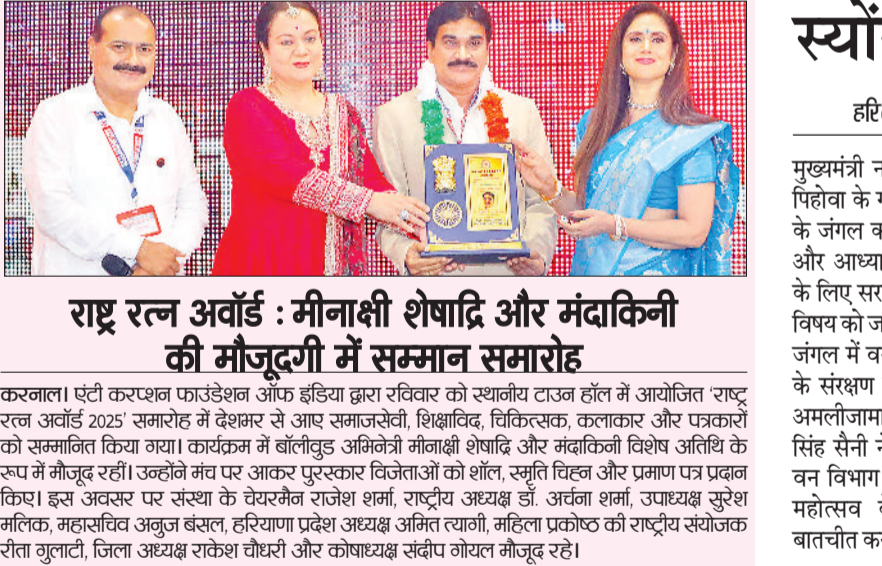 राष्ट्र रत्न अवॉर्ड : मीनाक्षी शेषाद्रि और मंदाकिनी
की मौजूदगी में सम्मान समारोह
करनाल। एंटी करप्शन फाउंडेशन ऑफ इंडिया द्वारा रविवार को स्थानीय टाउन हॉल में आयोजित ‘राष्ट्र
रत्न अवॉर्ड 2025’ समारोह में देशभर से आए समाजसेवी, शिक्षाविद, चिकित्सक, कलाकार और पत्रकारों
को सम्मानित किया गया। कार्यक्रम में बॉलीवुड अभिनेत्री मीनाक्षी शेषाद्रि और मंदाकिनी विशेष अतिथि के
रूप में मौजूद रहीं। उन्होंने मंच पर आकर पुरस्कार विजेताओं को शॉल, स्मृति चिह्न और प्रमाण पत्र प्रदान
किए। इस अवसर पर संस्था के चेयरमैन राजेश शर्मा, राष्ट्रीय अध्यक्ष डॉ. अर्चना शर्मा, उपाध्यक्ष सुरेश
मलिक, महासचिव अनुज बंसल, हरियाणा प्रदेश अध्यक्ष अमित त्यागी, महिला प्रकोष्ठ की राष्ट्रीय संयोजक
रीता गुलाटी, जिला अध्यक्ष राकेश चौधरी और कोषाध्यक्ष संदीप गोयल मौजूद रहे।
मुख्यमंत्री
पिहोवा के
के जंगल
और
के लिए
विषय को
जंगल में
के संरक्षण
सिंह सैनी
वन विभाग
महोत्सव
बातचीत